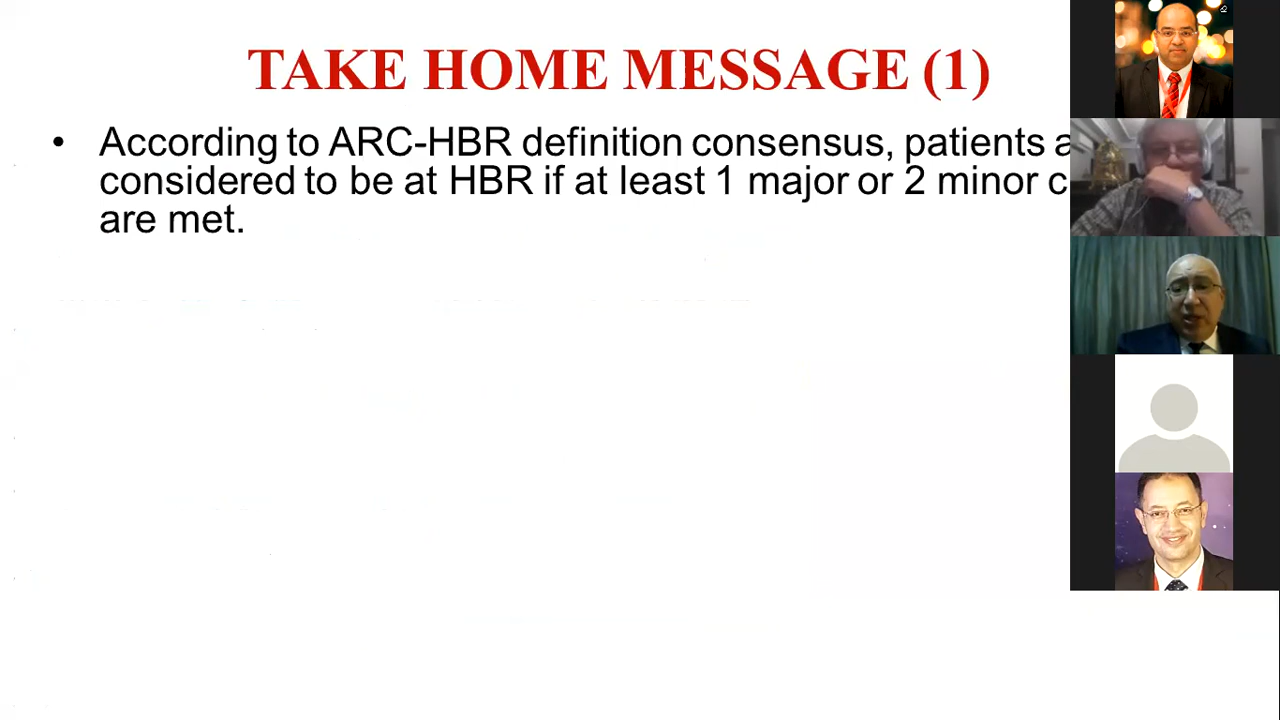 TAKE HOME MESSAGE (1)
• According to ARC-HBR definition consensus, patients a
considered to be at HBR if at least 1 major or 2 minor c
are met.